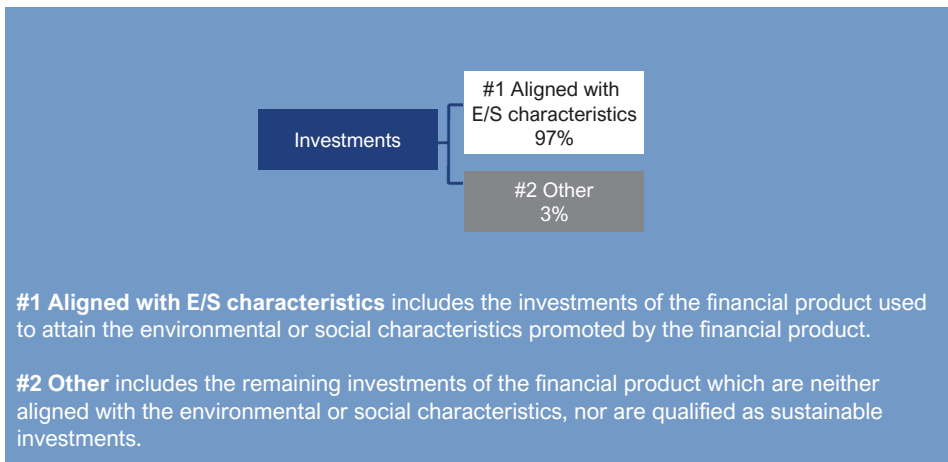 Investments
#1 Aligned with
E/S characteristics
97%
#2 Other
3%
#1 Aligned with E/S characteristics includes the investments of the financial product used
to attain the environmental or social characteristics promoted by the financial product.
#2 Other includes the remaining investments of the financial product which are neither
aligned with the environmental or social characteristics, nor are qualified as sustainable
investments.